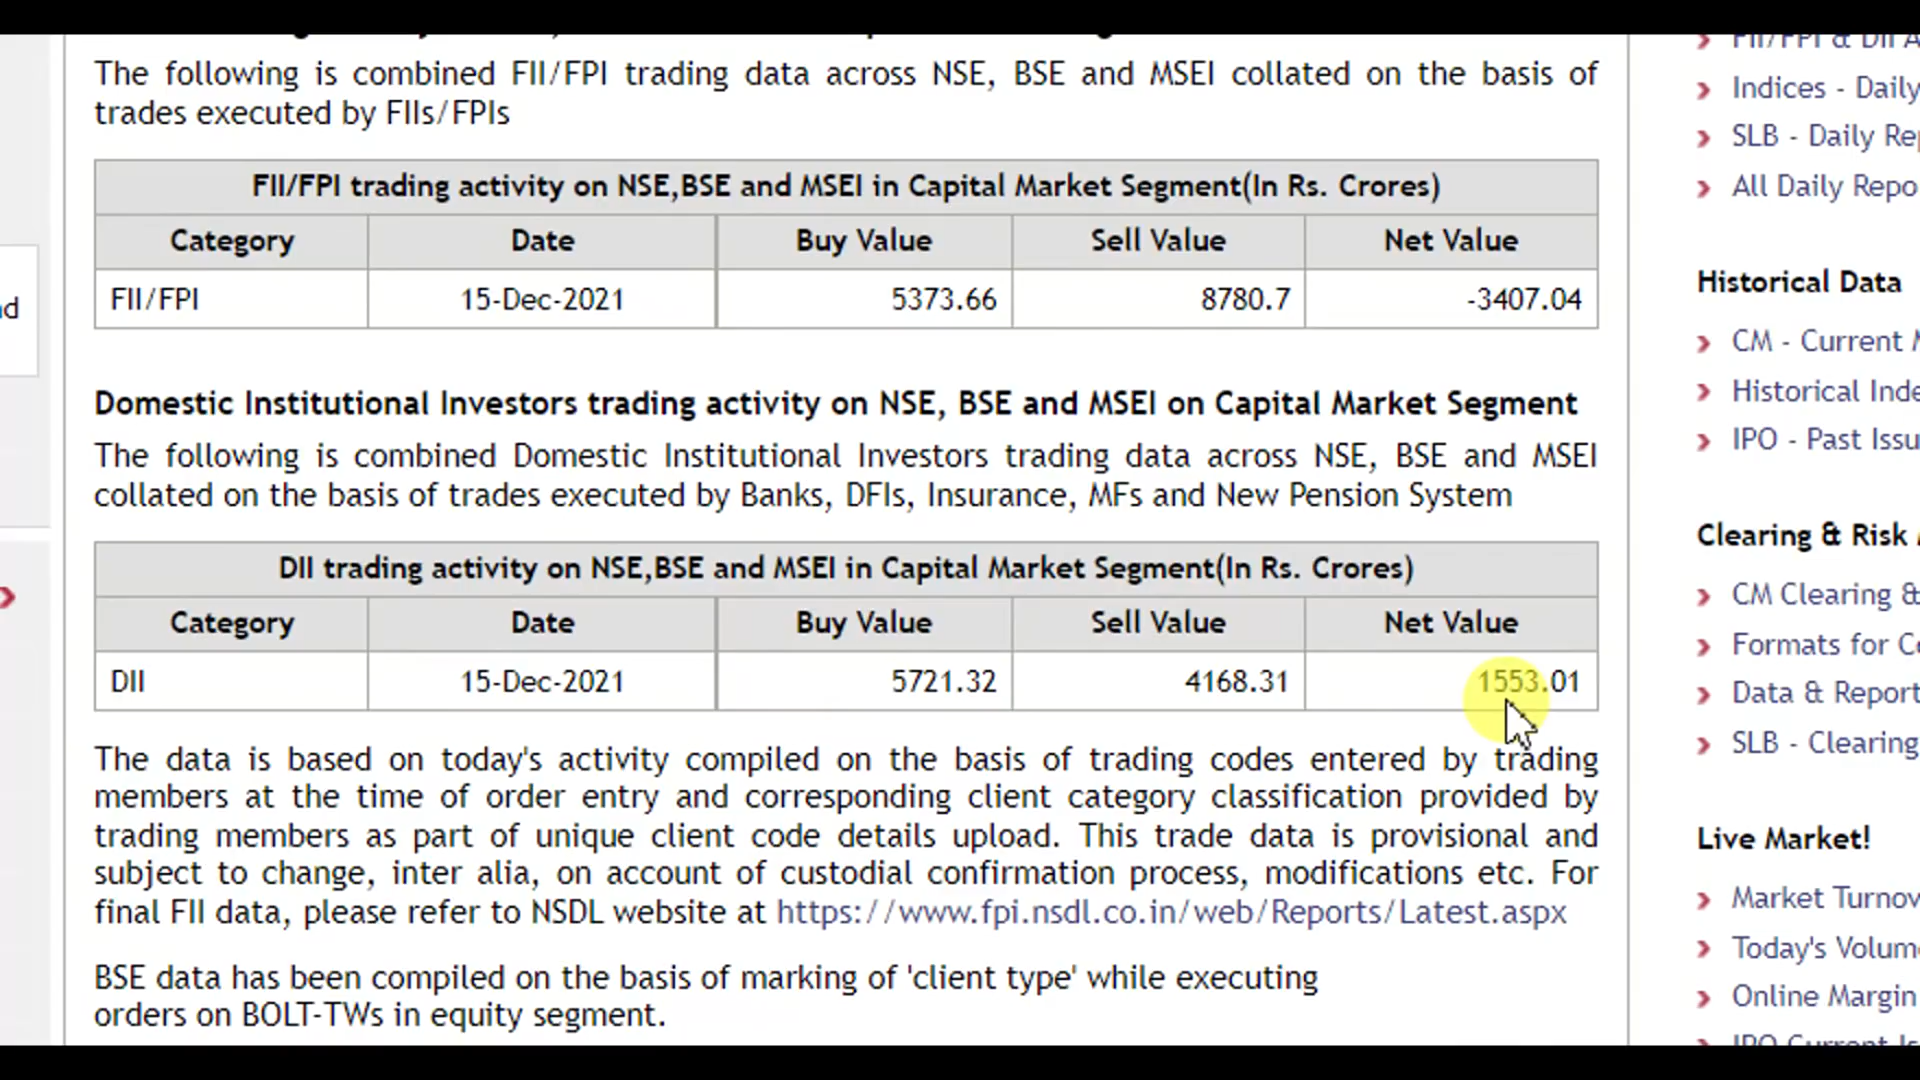 The following is combined FII/FPI trading data across NSE, BSE and MSEI collated on the basis of
trades executed by FIIs/FPIs
FII/FPI trading activity on NSE,BSE and MSEI in Capital Market Segment(In Rs. Crores)
Category Date Buy Value Sell Value Net Value
FII/FPI 15-Dec-2021 5373.66 8780.7 -3407.04
Domestic Institutional Investors trading activity on NSE, BSE and MSEI on Capital Market Segment
The following is combined Domestic Institutional Investors trading data across NSE, BSE and MSEI
collated on the basis of trades executed by Banks, DFIs, Insurance, MFs and New Pension System
DII trading activity on NSE,BSE and MSEI in Capital Market Segment(In Rs. Crores)
Category Date Buy Value Sell Value Net Value
DII 15-Dec-2021 5721.32 4168.31 1553.01
The data is based on today's activity compiled on the basis of trading codes entered by trading
members at the time of order entry and corresponding client category classification provided by
trading members as part of unique client code details upload. This trade data is provisional and
subject to change, inter alia, on account of custodial confirmation process, modifications etc. For
final FII data, please refer to NSDL website at https://www.fpi.nsdl.co.in/web/Reports/Latest.aspx
BSE data has been compiled on the basis of marking of 'client type' while executing
orders on BOLT-TWs in equity segment.
FII/FPI & DII
Indices - Daily
SLB - Daily
All Daily
Historical Data
CM - Current
Historical
IPO - Past
Clearing & Risk
CM Clearing &
Formats for
Data &
SLB - Clearing
Live Market!
Market
Today's
Online Margin
IPO Current